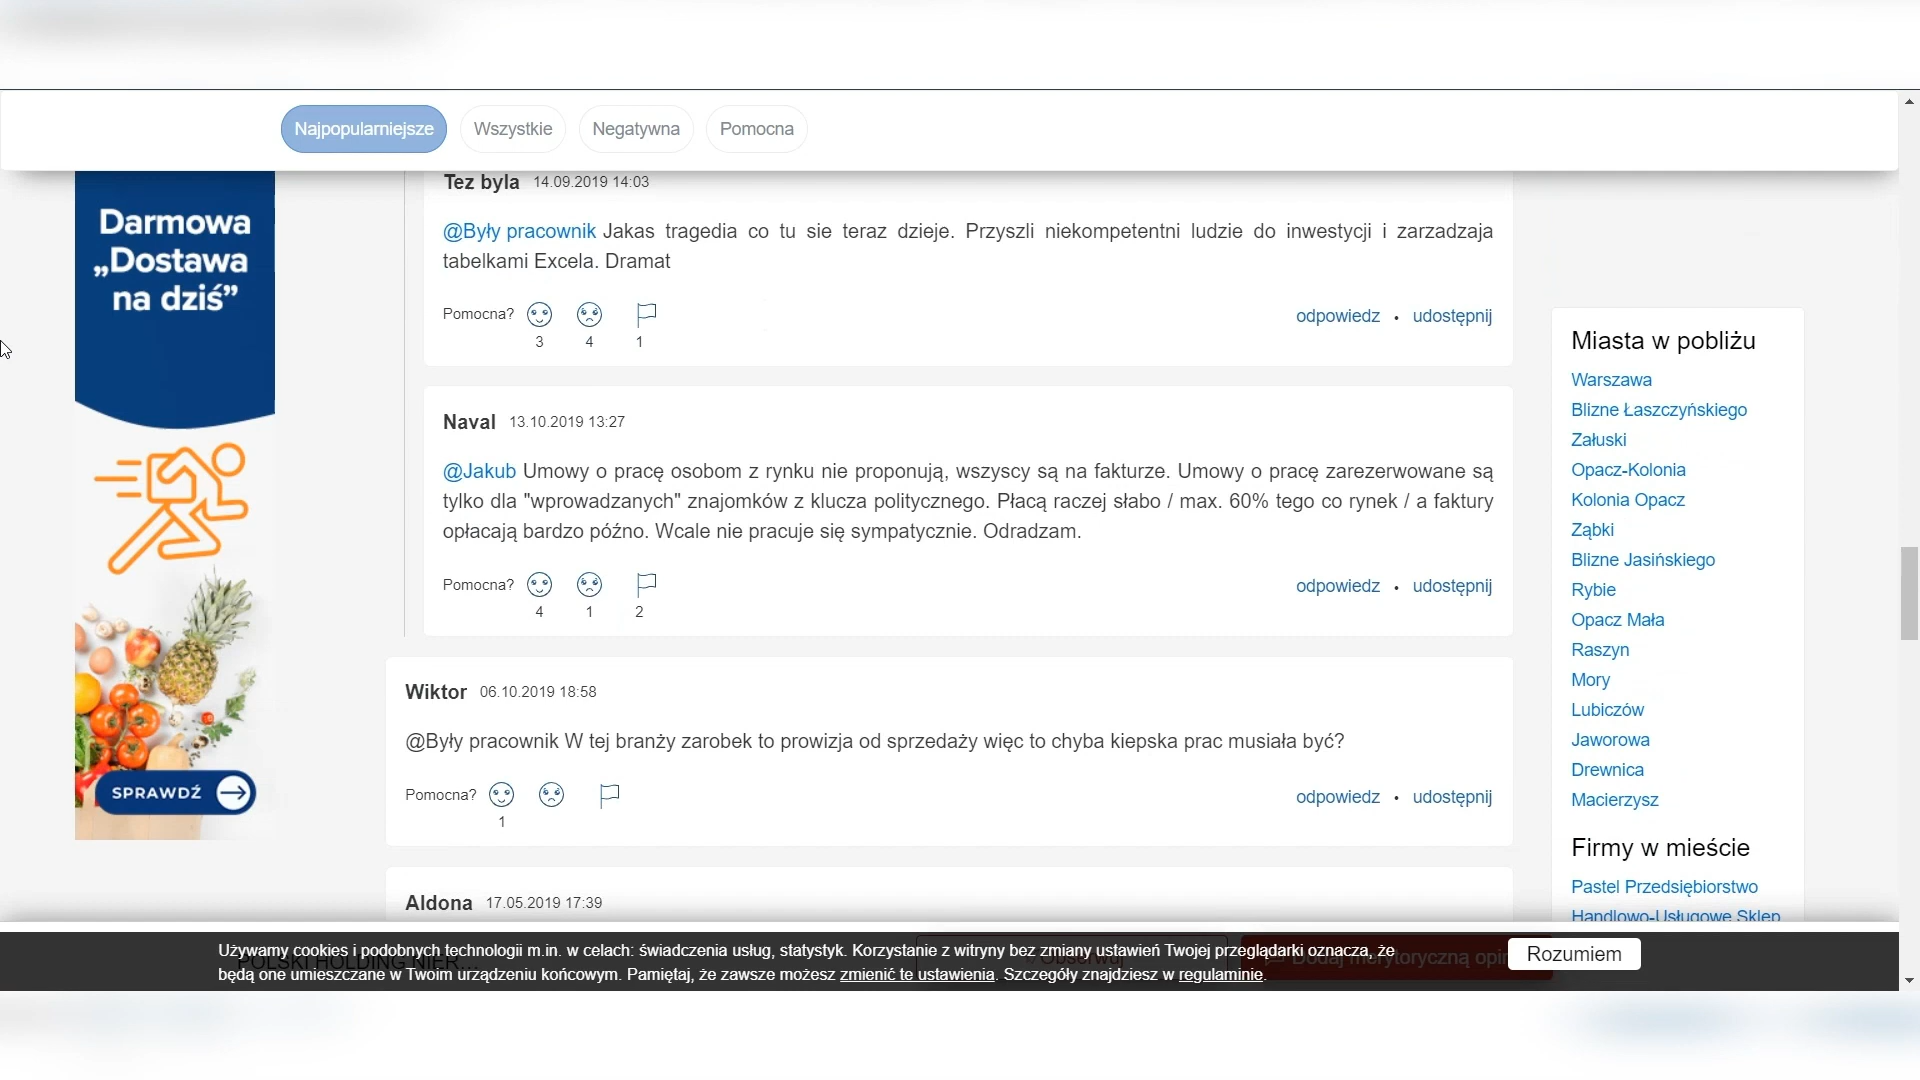 Najpopularniejsze Wszystkie Negatywna Pomocna
Darmowa
„Dostawa
na dziś”
SPRAWDŹ
Tez byla 14.09.2019 14:03
@Były pracownik Jakas tragedia co tu sie teraz dzieje. Przyszli niekompetentni ludzie do inwestycji i zarzadzaja
tabelkami Excela. Dramat
Pomocna?
3 4 1
odpowiedz • udostępnij
Naval 13.10.2019 13:27
@Jakub Umowy o pracę osobom z rynku nie proponują, wszyscy są na fakturze. Umowy o pracę zarezerwowane są
tylko dla "wprowadzanych" znajomków z klucza politycznego. Płacą raczej słabo / max. 60% tego co rynek / a faktury
opłacają bardzo późno. Wcale nie pracuje się sympatycznie. Odradzam.
Pomocna?
4 1 2
odpowiedz • udostępnij
Wiktor 06.10.2019 18:58
@Były pracownik W tej branży zarobek to prowizja od sprzedaży więc to chyba kiepska prac musiała być?
Pomocna?
1
odpowiedz • udostępnij
Aldona 17.05.2019 17:39
Miasta w pobliżu
Warszawa
Blizne Łaszczyńskiego
Załuski
Opacz-Kolonia
Kolonia Opacz
Ząbki
Blizne Jasińskiego
Rybie
Opacz Mała
Raszyn
Mory
Lubiczów
Jaworowa
Drewnica
Macierzysz
Firmy w mieście
Pastel Przedsiębiorstwo
Handlowo-Usługowe Sklep
Używamy cookies i podobnych technologii m.in. w celach: świadczenia usług, statystyk. Korzystanie z witryny bez zmiany ustawień Twojej przeglądarki oznacza, że
będą one umieszczane w Twoim urządzeniu końcowym. Pamiętaj, że zawsze możesz zmienić te ustawienia. Szczegóły znajdziesz w regulaminie.
Rozumiem
POLSKI HOLDING NIER...
Obserwuj
Dodaj merytoryczną opi